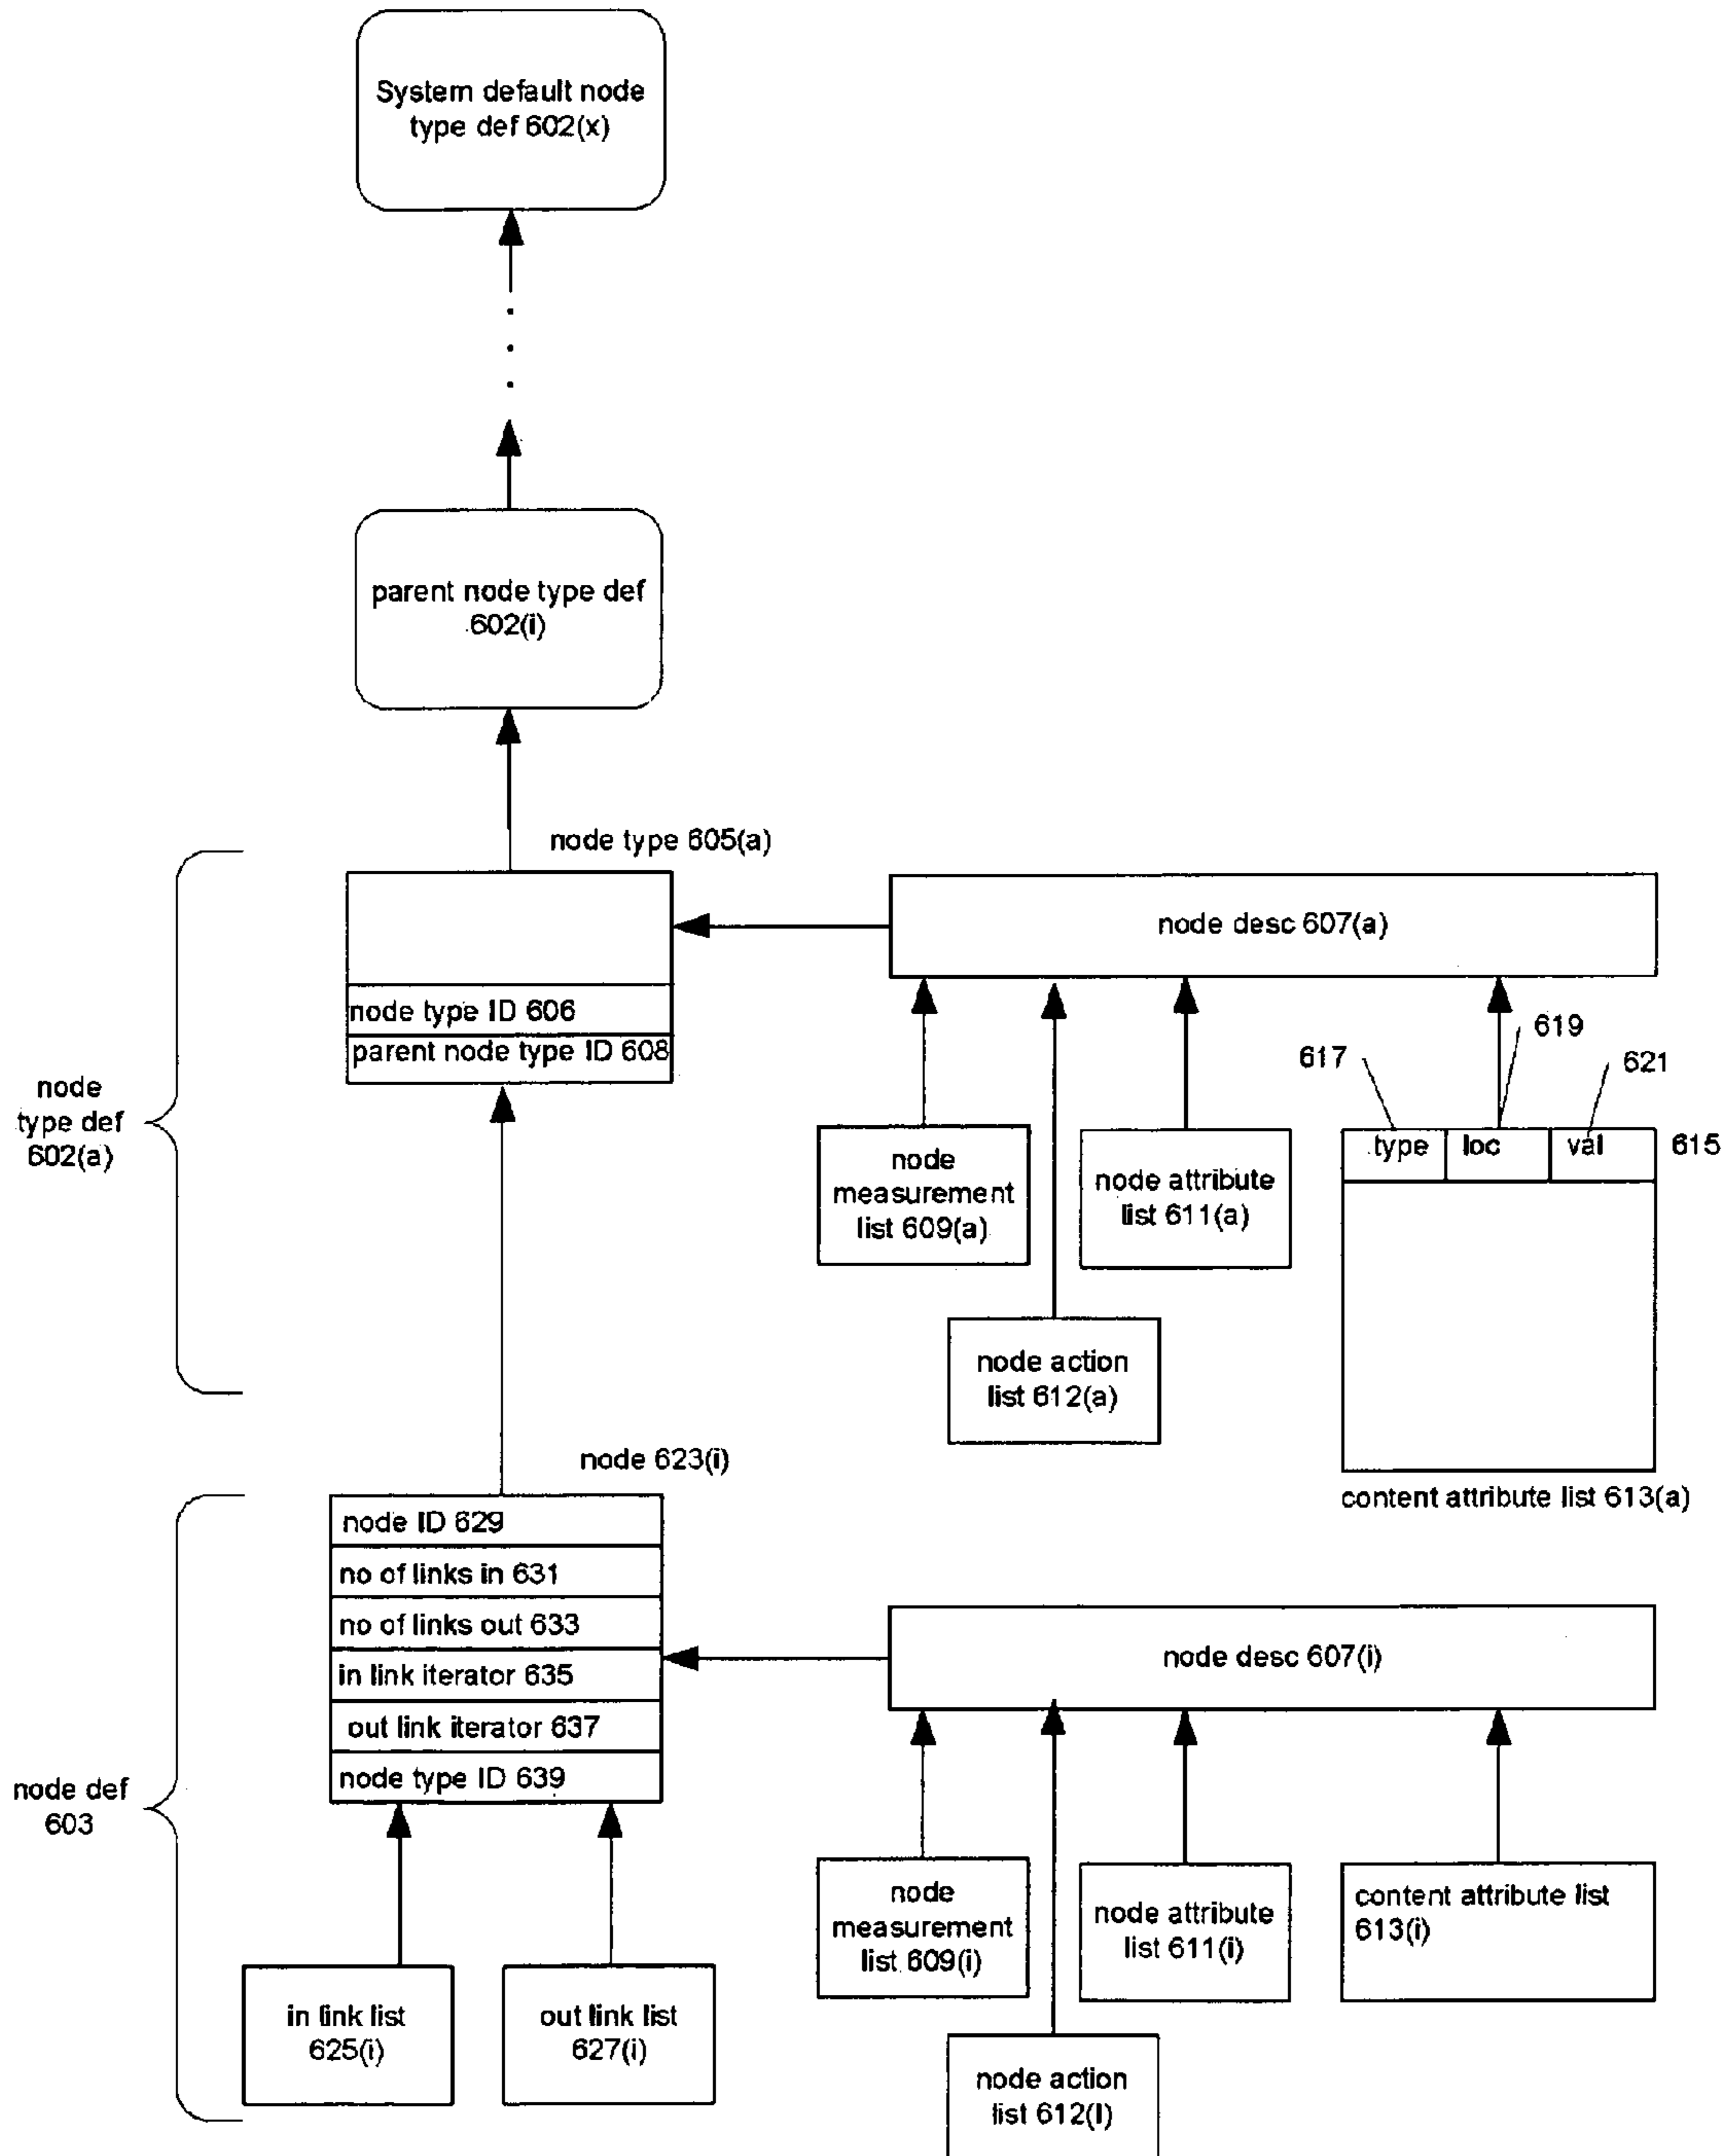 System default node
type def 602(x)
parent node type def
602(i)
node type 605(a)
node desc 607(a)
node type ID 606
parent node type ID 608
node
type def
602(a)
617
619
621
type
loc
val
615
node
measurement
list 609(a)
node attribute
list 611(a)
node action
list 612(a)
content attribute list 613(a)
node 623(i)
node ID 629
no of links in 631
no of links out 633
in link iterator 635
out link iterator 637
node type ID 639
node desc 607(i)
node def
603
node
measurement
list 609(i)
node attribute
list 611(i)
content attribute list
613(i)
in link list
625(i)
out link list
627(i)
node action
list 612(I)